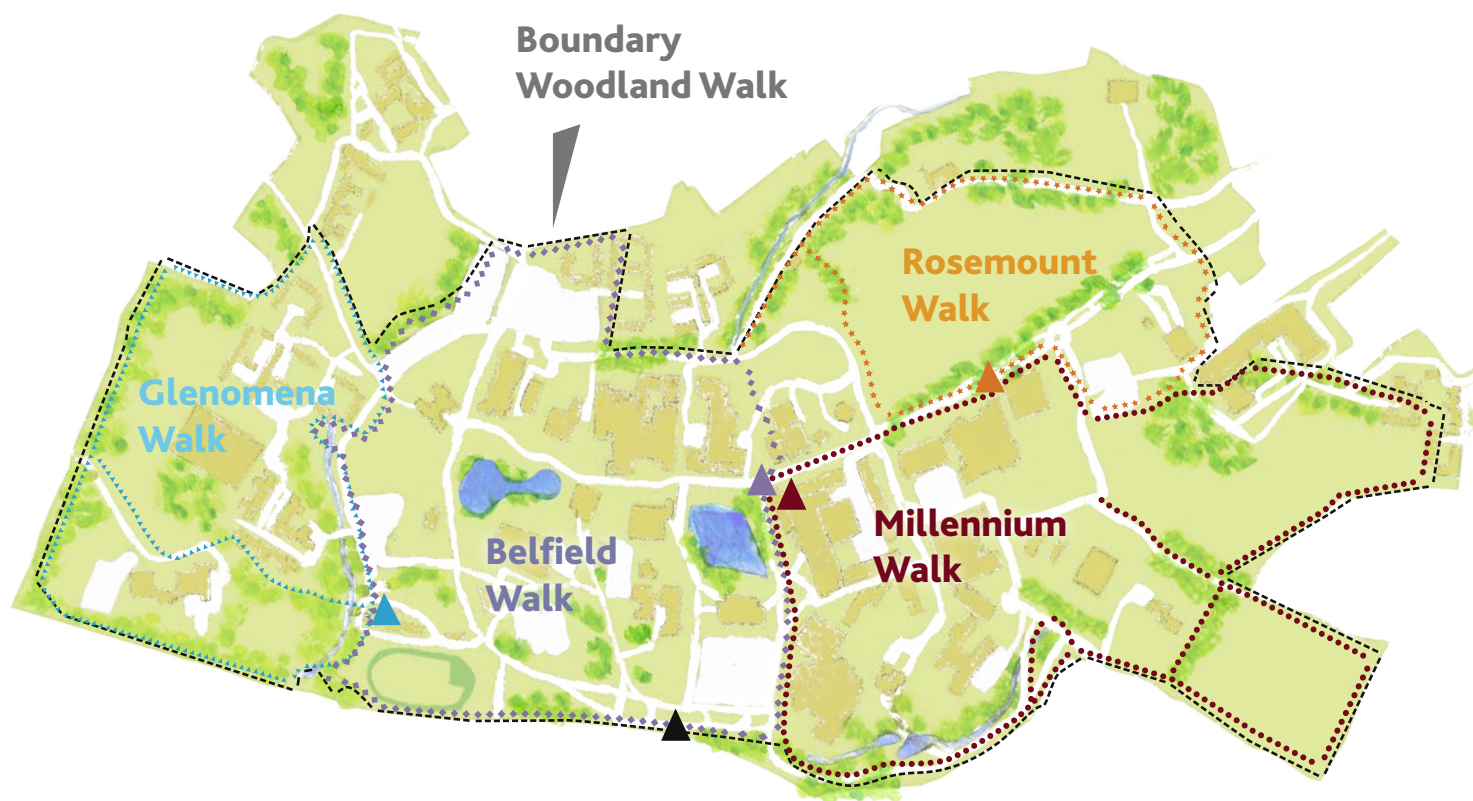 Boundary
Woodland Walk
Rosemount
Walk
Glenomena
Walk
Millennium
Walk
Belfield
Walk